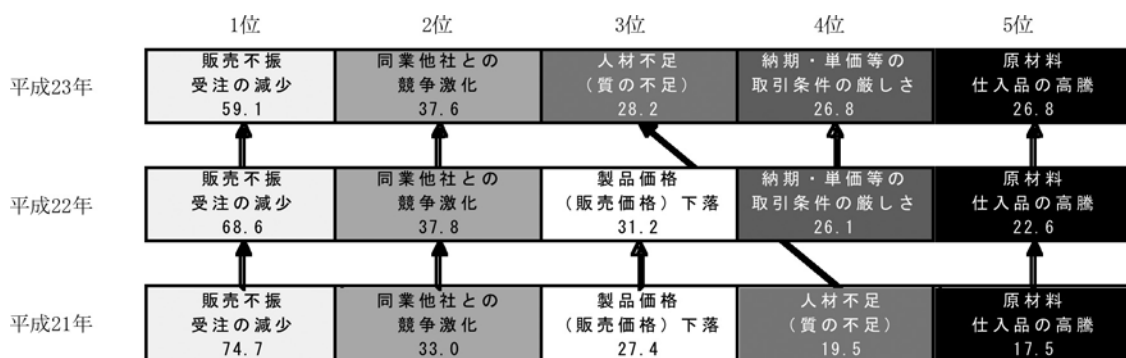 1位 2位 3位 4位 5位
平成23年
販売不振
受注の減少
59.1
同業他社との
競争激化
37.6
人材不足
(質の不足)
28.2
納期・単価等の
取引条件の厳しさ
26.8
原材料
仕入品の高騰
26.8
平成22年
販売不振
受注の減少
68.6
同業他社との
競争激化
37.8
製品価格
(販売価格)下落
31.2
納期・単価等の
取引条件の厳しさ
26.1
原材料
仕入品の高騰
22.6
平成21年
販売不振
受注の減少
74.7
同業他社との
競争激化
33.0
製品価格
(販売価格)下落
27.4
人材不足
(質の不足)
19.5
原材料
仕入品の高騰
17.5